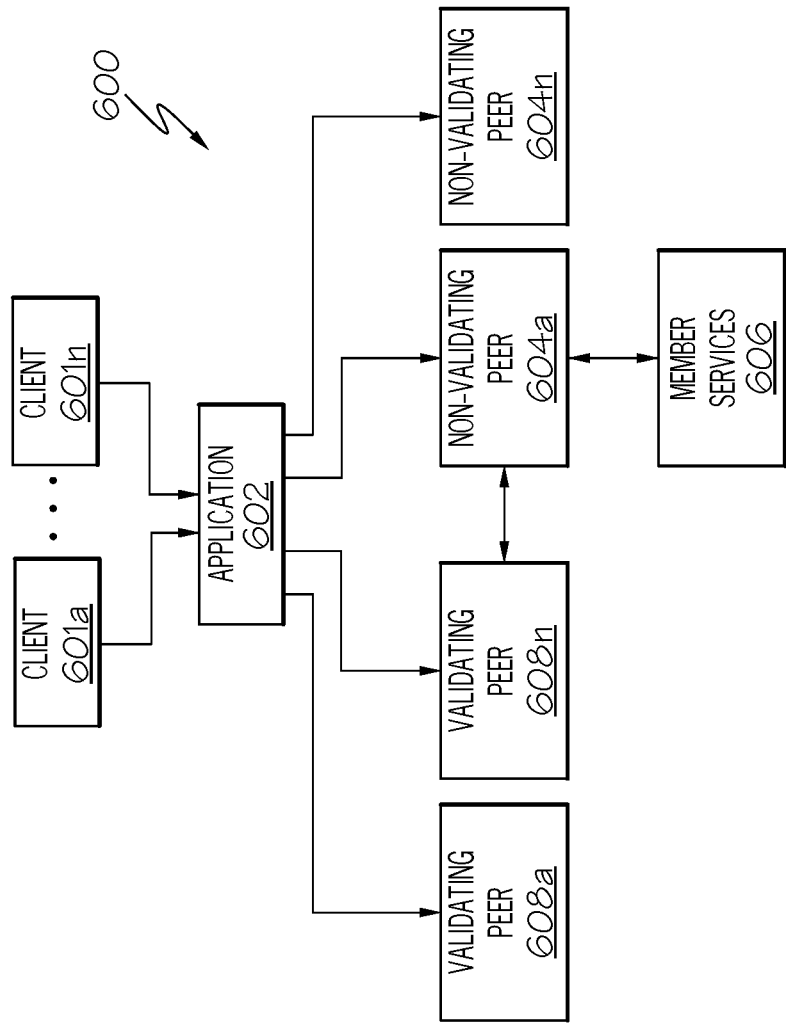 600
CLIENT
601a
CLIENT
601n
APPLICATION
602
VALIDATING
PEER
608a
VALIDATING
PEER
608n
NON-VALIDATING
PEER
604a
NON-VALIDATING
PEER
604n
MEMBER
SERVICES
606